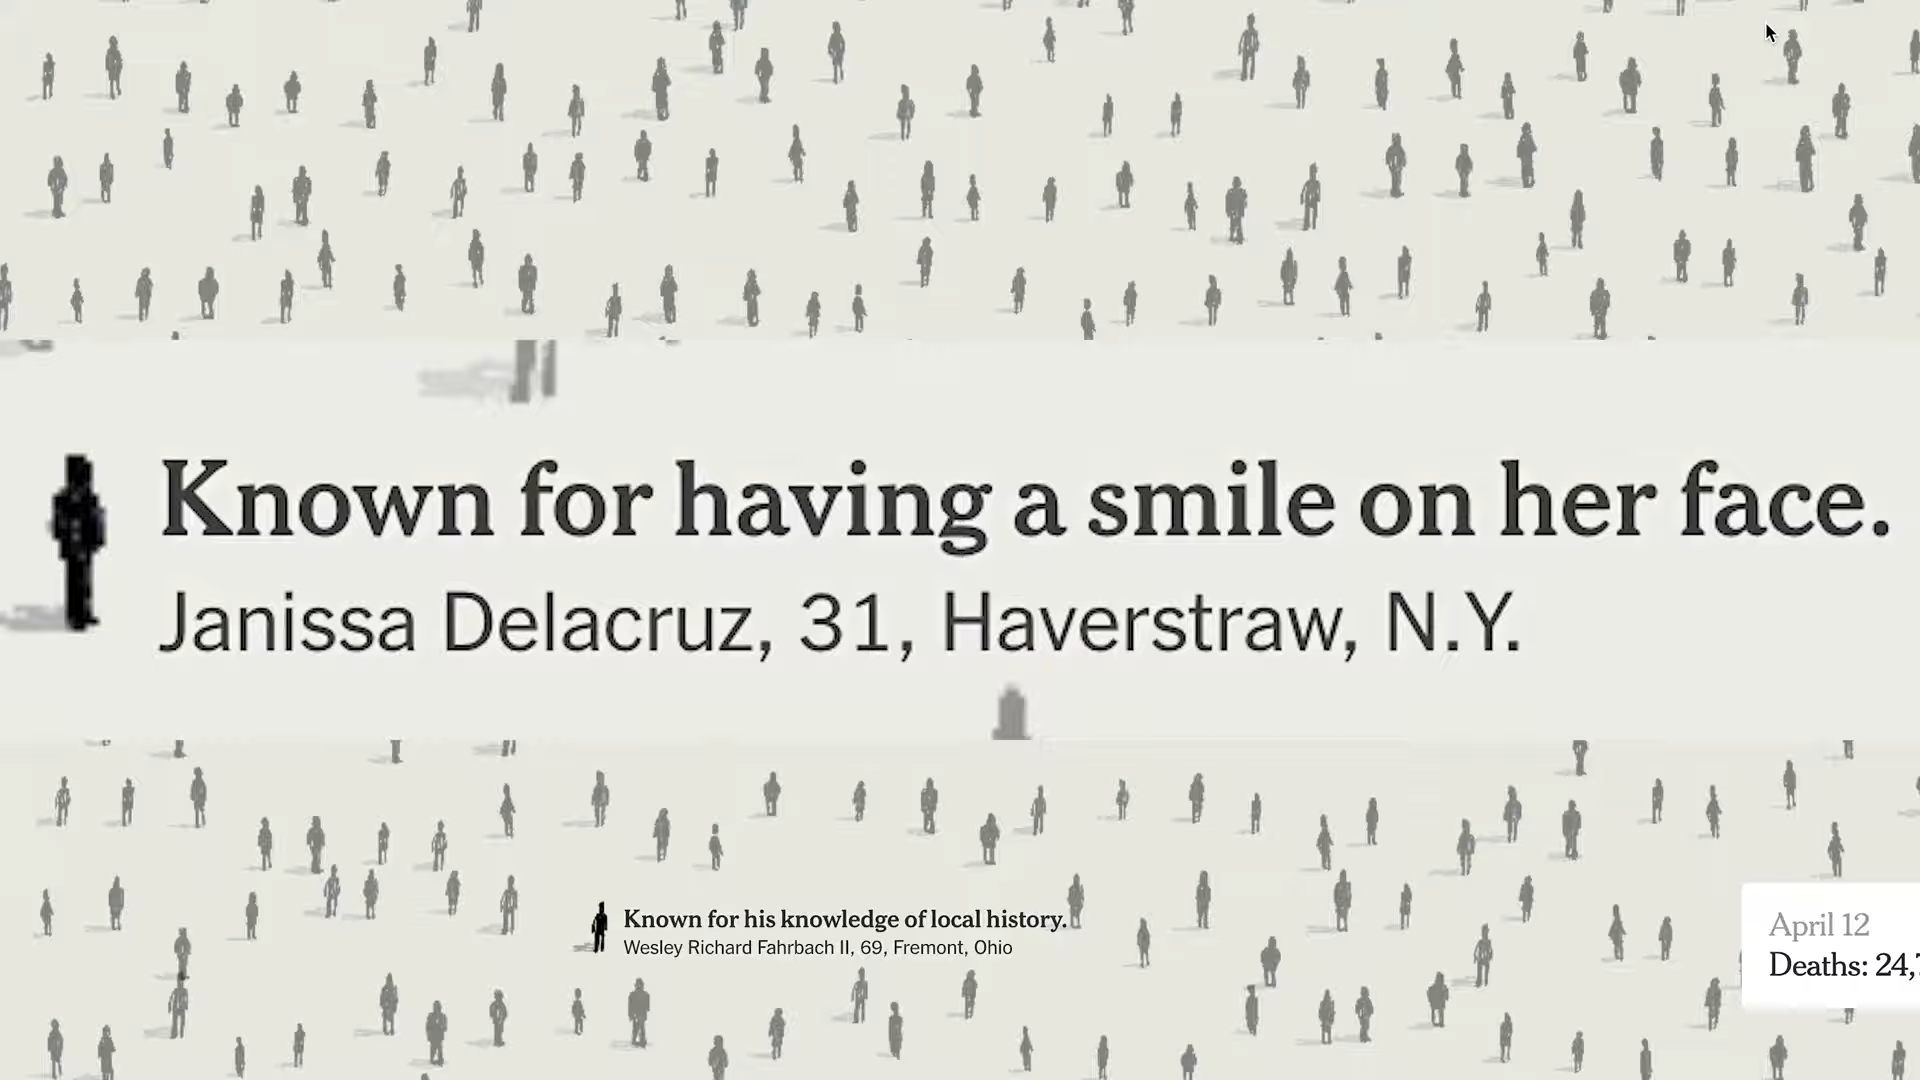 Known for having a smile on her face.
Janissa Delacruz, 31, Haverstraw, N.Y.
Known for his knowledge of local history.
Wesley Richard Fahrbach II, 69, Fremont, Ohio
April 12
Deaths: 24,